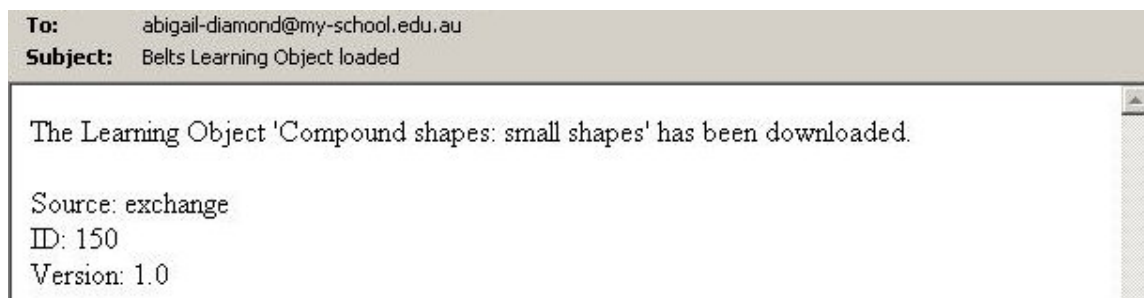 To: abigail-diamond@my-school.edu.au
Subject: Belts Learning Object loaded
The Learning Object 'Compound shapes: small shapes' has been downloaded.
Source: exchange
ID: 150
Version: 1.0